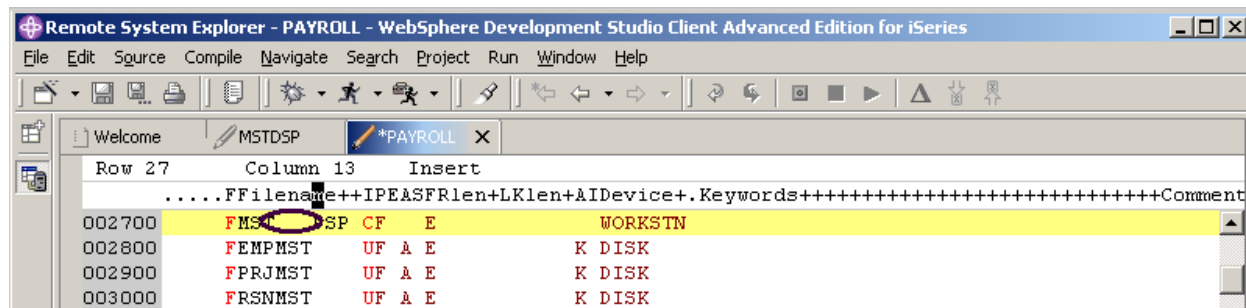 Remote System Explorer - PAYROLL - WebSphere Development Studio Client Advanced Edition for iSeries
File Edit Source Compile Navigate Search Project Run Window Help
Welcome MSTDSP *PAYROLL X
Row 27 Column 13 Insert
.....FFilename++IPEASFRlen+LKlen+AIDevice+.Keywords+++++++++++++++++++++++++++++Comment
002700 FMST DSP CF E WORKSTN
002800 FEMPMST UF A E K DISK
002900 FPRJMST UF A E K DISK
003000 FRSNMST UF A E K DISK